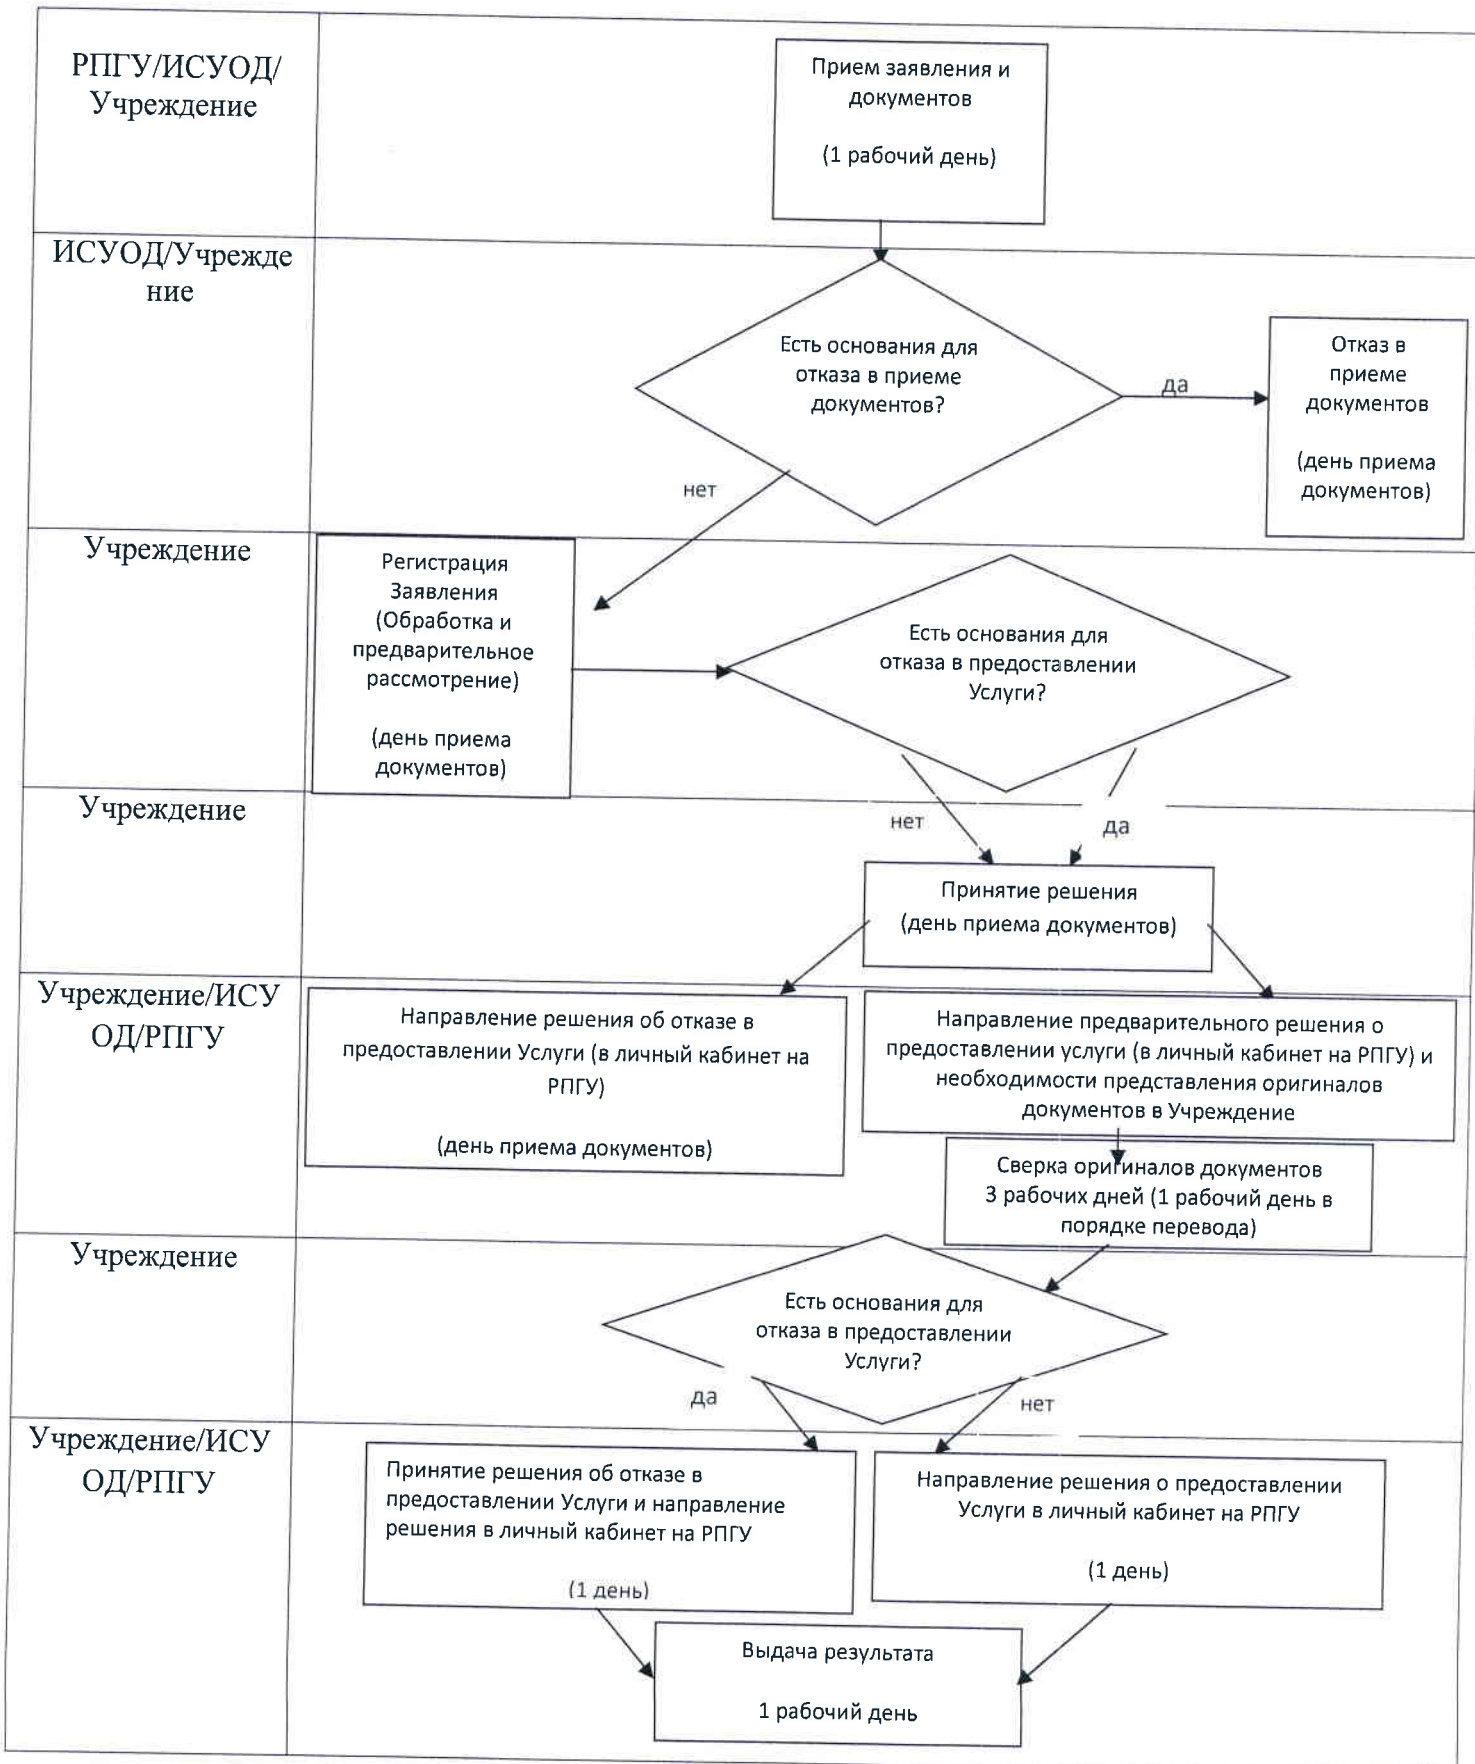 РПГУ/ИСУОД/
Учреждение
Прием заявления и
документов
(1 рабочий день)
ИСУОД/Учрежде
ние
Есть основания для
отказа в приеме
документов?
да
Отказ в
приеме
документов
(день приема
документов)
нет
Учреждение
Регистрация
Заявления
(Обработка и
предварительное
рассмотрение)
(день приема
документов)
Есть основания для
отказа в предоставлении
Услуги?
Учреждение
нет
да
Принятие решения
(день приема документов)
Учреждение/ИСУ
ОД/РПГУ
Направление решения об отказе в
предоставлении Услуги (в личный кабинет на
РПГУ)
(день приема документов)
Направление предварительного решения о
предоставлении услуги (в личный кабинет на РПГУ) и
необходимости представления оригиналов
документов в Учреждение
Сверка оригиналов документов
3 рабочих дней (1 рабочий день в
порядке перевода)
Учреждение
Есть основания для
отказа в предоставлении
Услуги?
да
нет
Учреждение/ИСУ
ОД/РПГУ
Принятие решения об отказе в
предоставлении Услуги и направление
решения в личный кабинет на РПГУ
(1 день)
Направление решения о предоставлении
Услуги в личный кабинет на РПГУ
(1 день)
Выдача результата
1 рабочий день